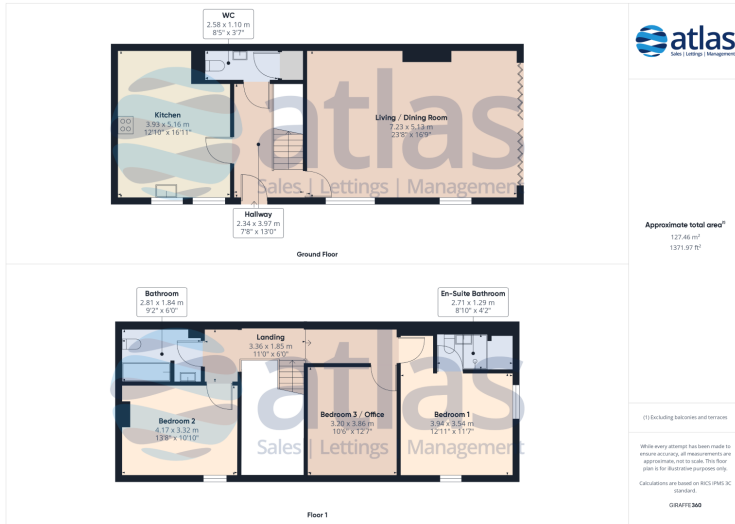 WC
2.58 x 1.10 m
8'5" x 3'7"
Kitchen
3.93 x 5.16 m
12'10" x 16'11"
Living / Dining Room
7.23 x 5.13 m
23'8" x 16'9"
atlas
Sales | Lettings | Management
Hallway
2.34 x 3.97 m
7'8" x 13'0"
Ground Floor
Bathroom
2.81 x 1.84 m
9'2" x 6'0"
Landing
3.36 x 1.85 m
11'0" x 6'0"
En-Suite Bathroom
2.71 x 1.29 m
8'10" x 4'2"
Bedroom 2
4.17 x 3.32 m
13'8" x 10'10"
Bedroom 3 / Office
3.20 x 3.86 m
10'6" x 12'7"
Bedroom 1
3.94 x 3.54 m
12'11" x 11'7"
atlas
Sales | Lettings | Management
Floor 1
atlas
Sales | Lettings | Management
Approximate total area(1)
127.46 m²
1371.97 ft²
(1) Excluding balconies and terraces
While every attempt has been made to
ensure accuracy, all measurements are
approximate, not to scale. This floor
plan is for illustrative purposes only.
Calculations are based on RICS IPMS 3C
standard.
GIRAFFE360